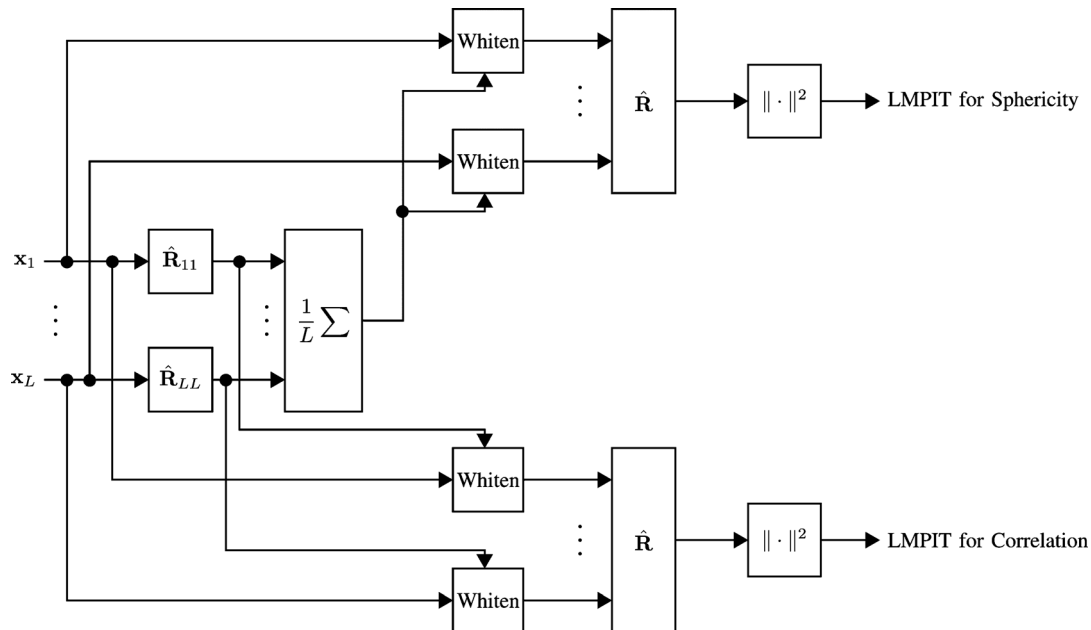 Whiten
⋮
R̂
‖ · ‖²
LMPIT for Sphericity
Whiten
x₁
R̂₁₁
⋮
⋮
1/L ∑
x_L
R̂_LL
Whiten
⋮
R̂
‖ · ‖²
LMPIT for Correlation
Whiten